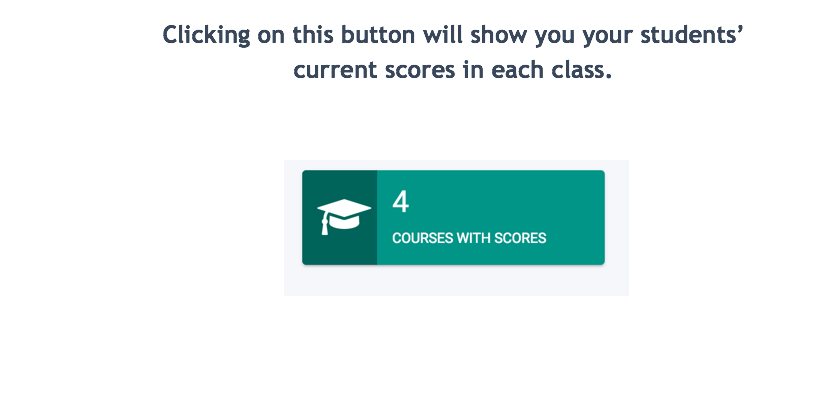 Clicking on this button will show you your students’
current scores in each class.
4
COURSES WITH SCORES